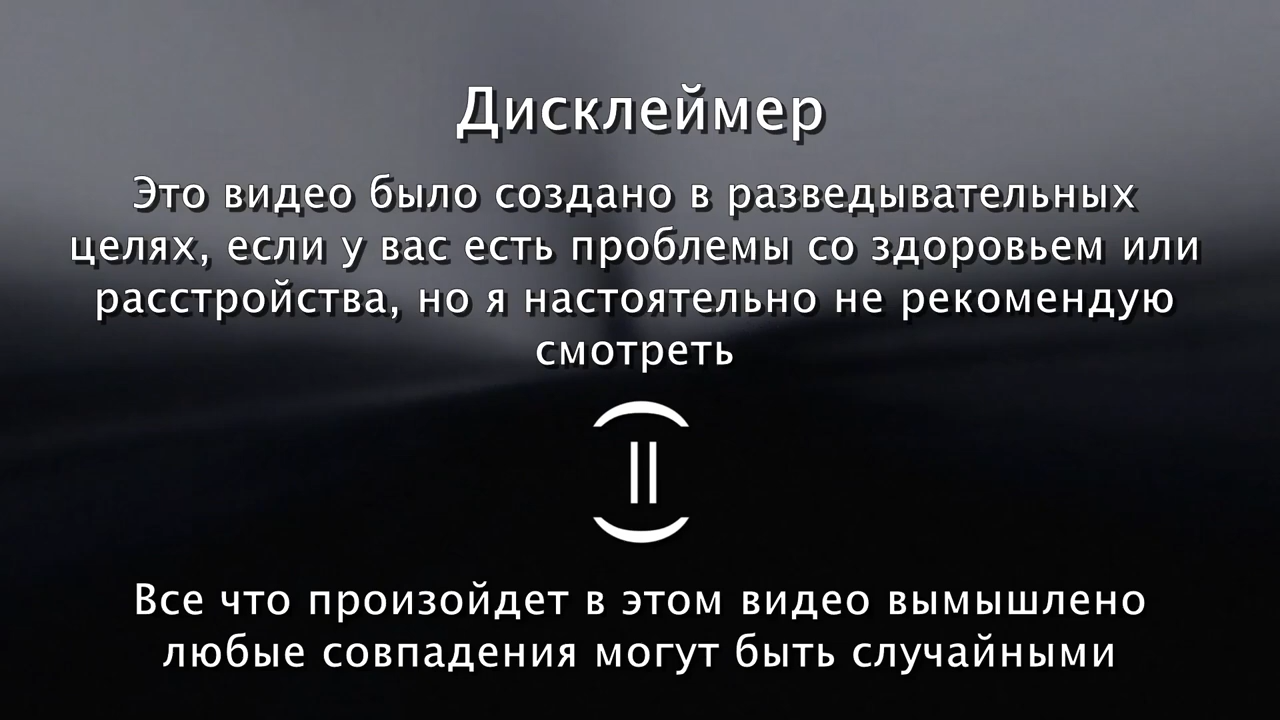 Дисклеймер
Это видео было создано в разведывательных
целях, если у вас есть проблемы со здоровьем или
расстройства, но я настоятельно не рекомендую
смотреть
Все что произойдет в этом видео вымышлено
любые совпадения могут быть случайными